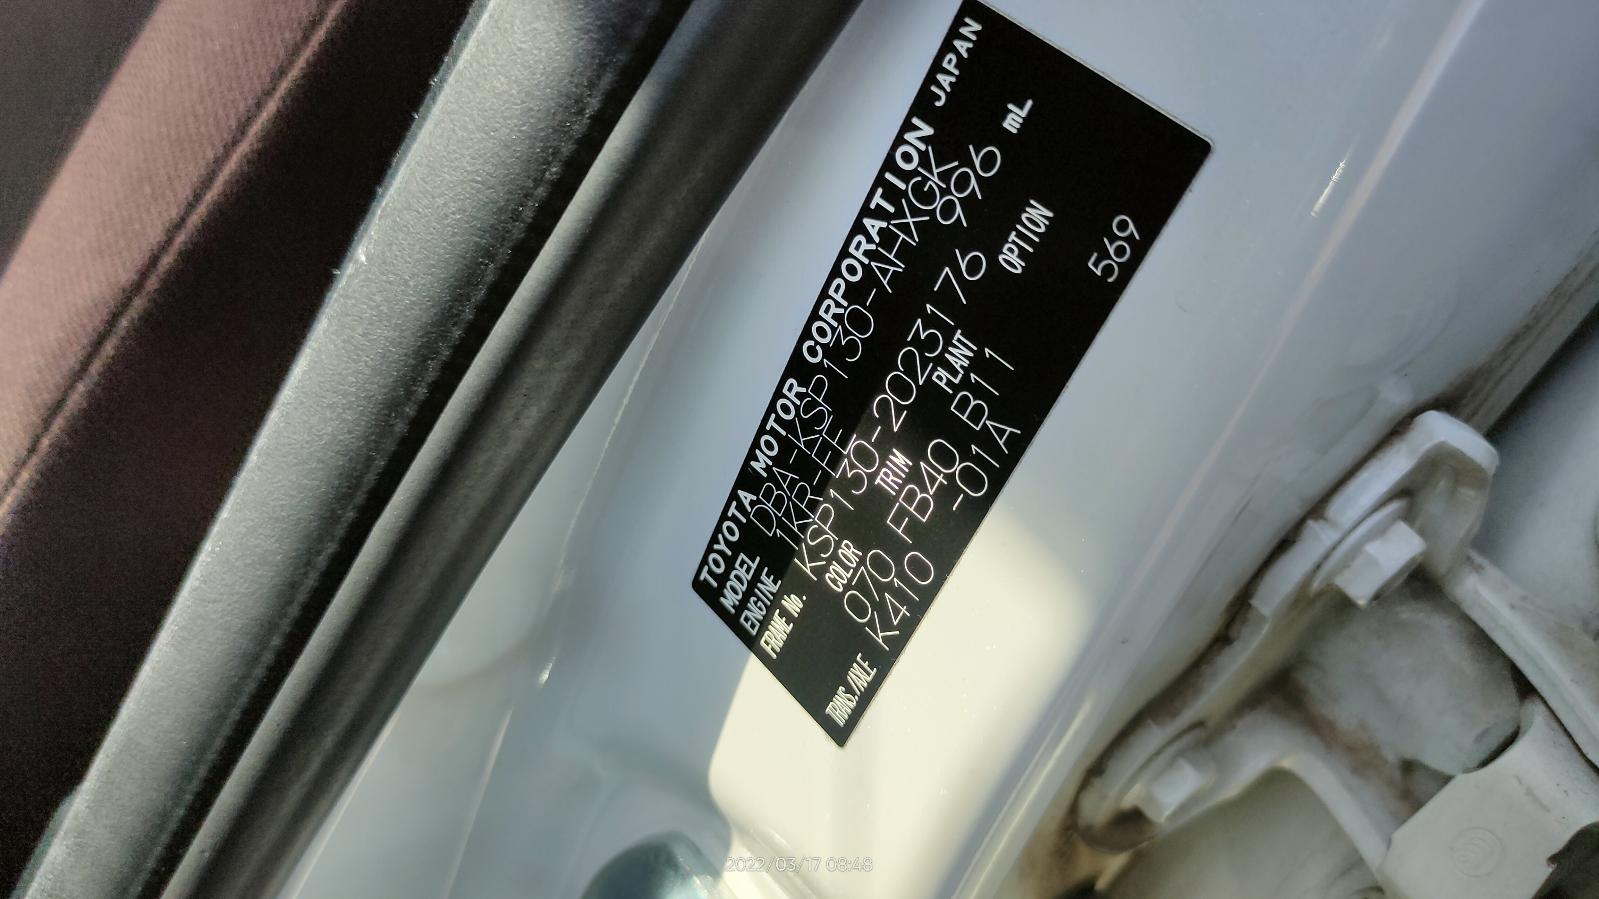 TOYOTA MOTOR CORPORATION JAPAN
MODEL DBA-KSP130-AHXGK
ENGINE 1KR-FE 996 mL
FRAME No. KSP130-2023176
COLOR TRIM PLANT OPTION
070 FB40 B11
TRANS./AXLE K410 -01A 569
2022/03/17 08:48